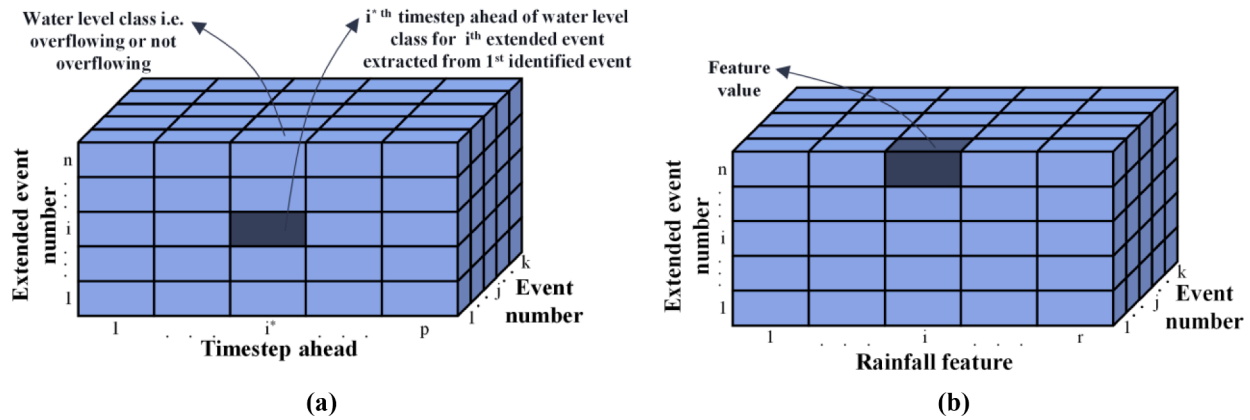 Water level class i.e.
overflowing or not
overflowing
i* th timestep ahead of water level
class for ith extended event
extracted from 1st identified event
Extended event
number
n
.
.
i
.
.
1
1 . . . i* . . . p
Timestep ahead
1 . . j . . k
Event
number
(a)
Feature
value
Extended event
number
n
.
.
i
.
.
1
1 . . . i . . . r
Rainfall feature
1 . . j . . k
Event
number
(b)